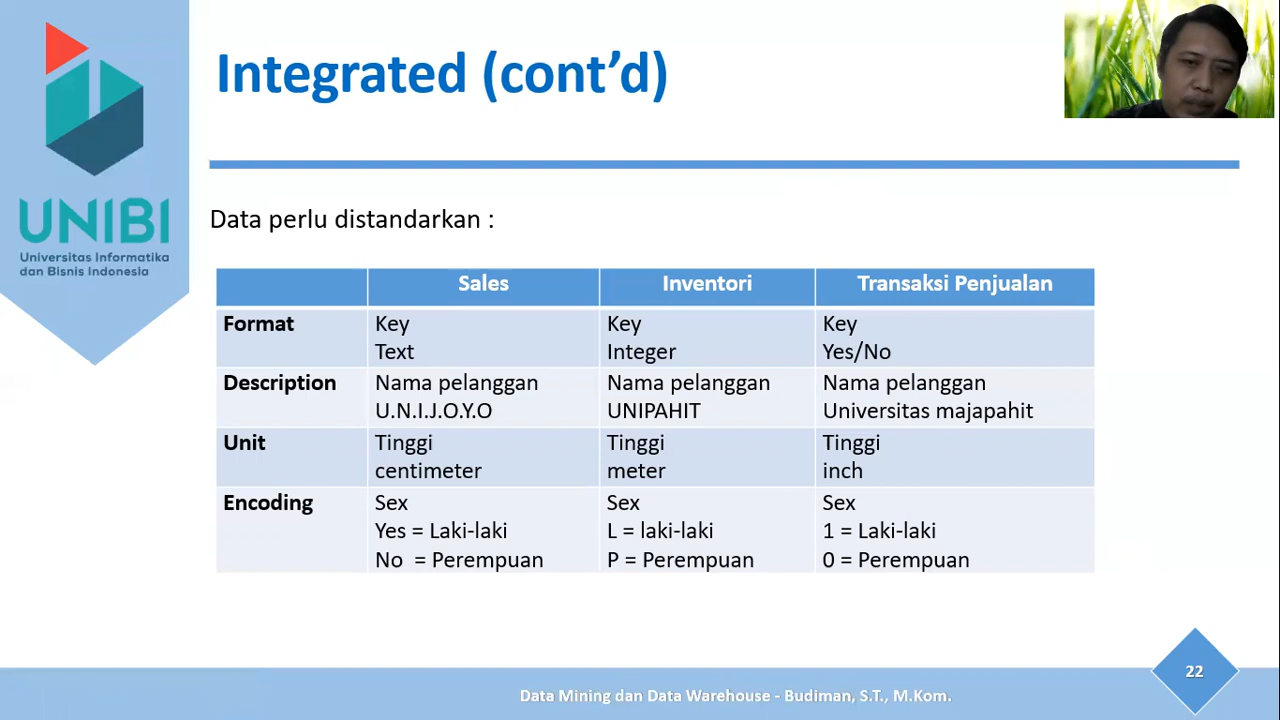 Integrated (cont’d)
UNIBI
Universitas Informatika
dan Bisnis Indonesia
Data perlu distandarkan :
Sales Inventori Transaksi Penjualan
Format Key Key Key
Text Integer Yes/No
Description Nama pelanggan Nama pelanggan Nama pelanggan
U.N.I.J.O.Y.O UNIPAHIT Universitas majapahit
Unit Tinggi Tinggi Tinggi
centimeter meter inch
Encoding Sex Sex Sex
Yes = Laki-laki L = laki-laki 1 = Laki-laki
No = Perempuan P = Perempuan 0 = Perempuan
22
Data Mining dan Data Warehouse - Budiman, S.T., M.Kom.